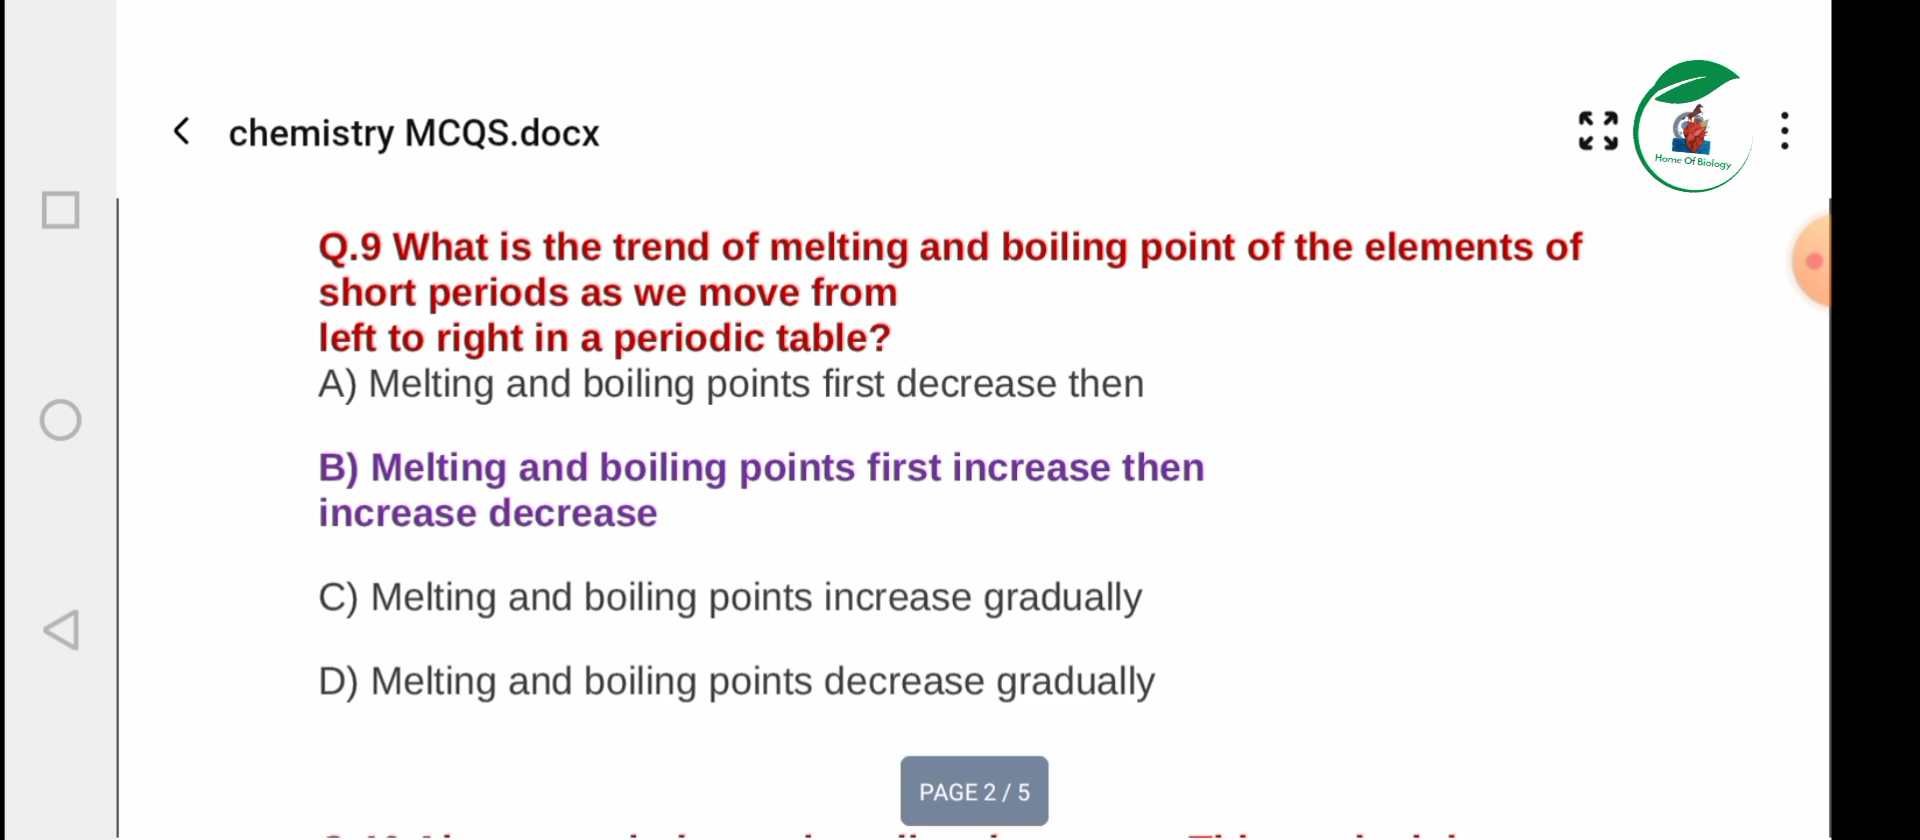 chemistry MCQS.docx
Home Of Biology
Q.9 What is the trend of melting and boiling point of the elements of
short periods as we move from
left to right in a periodic table?
A) Melting and boiling points first decrease then
B) Melting and boiling points first increase then
increase decrease
C) Melting and boiling points increase gradually
D) Melting and boiling points decrease gradually
PAGE 2 / 5